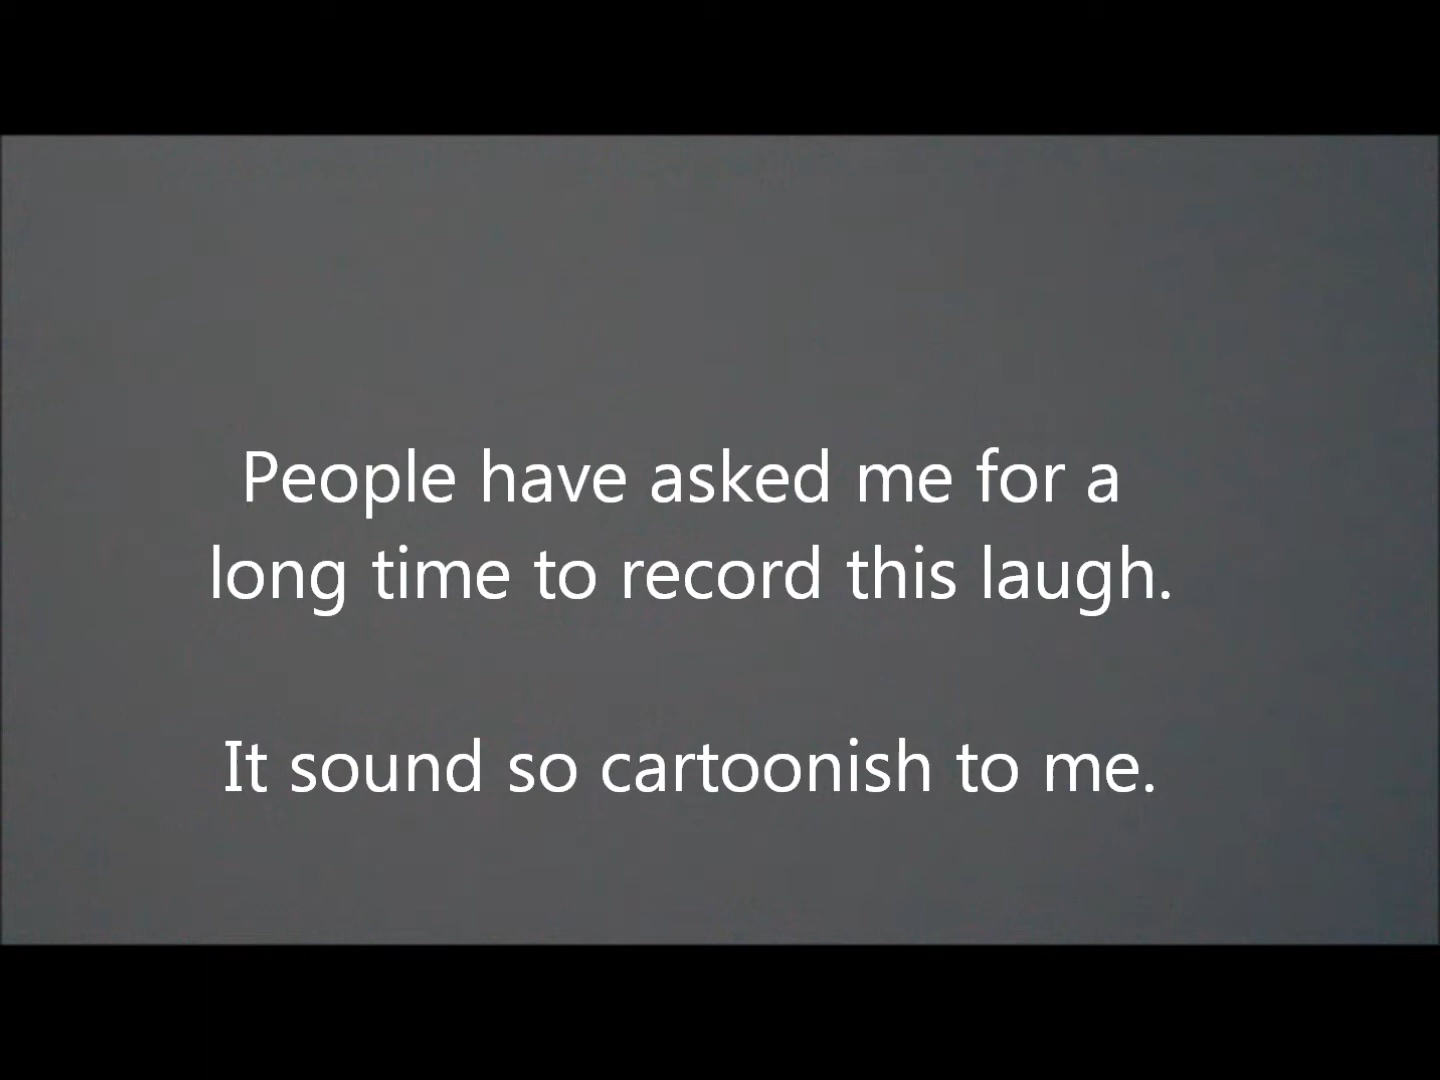 People have asked me for a
long time to record this laugh.
It sound so cartoonish to me.